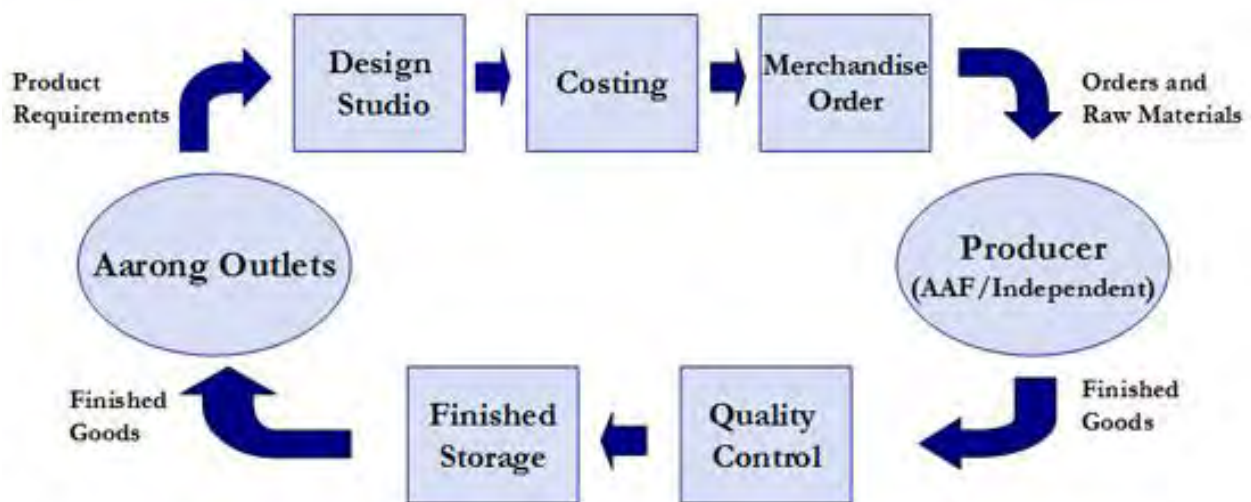 Product
Requirements
Design
Studio
Costing
Merchandise
Order
Orders and
Raw Materials
Aarong Outlets
Producer
(AAF/Independent)
Finished
Goods
Finished
Storage
Quality
Control
Finished
Goods